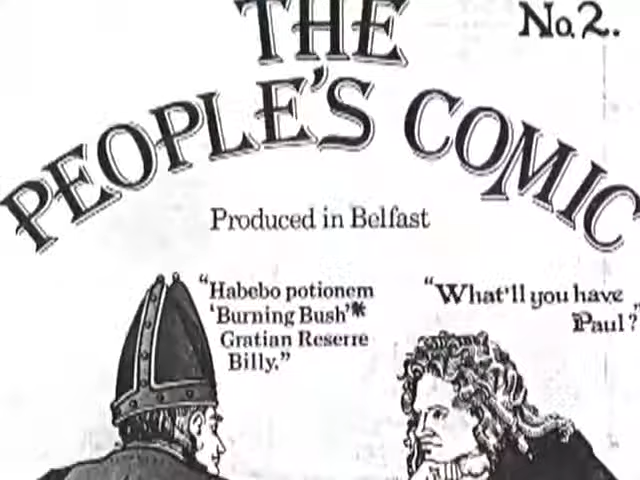 No. 2.
THE
PEOPLE'S COMIC
Produced in Belfast
"Habebo potionem
'Burning Bush'*
Gratian Reserre
Billy."
"What'll you have
Paul?"